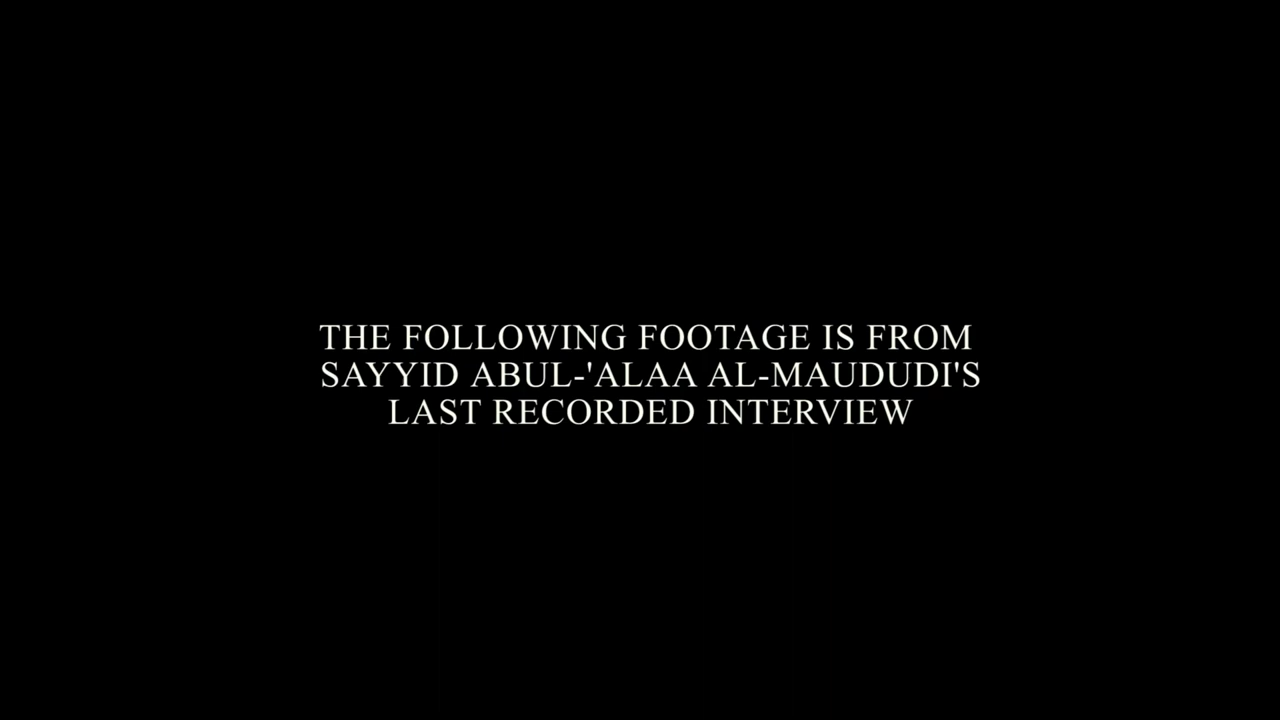 THE FOLLOWING FOOTAGE IS FROM
SAYYID ABUL-'ALAA AL-MAUDUDI'S
LAST RECORDED INTERVIEW